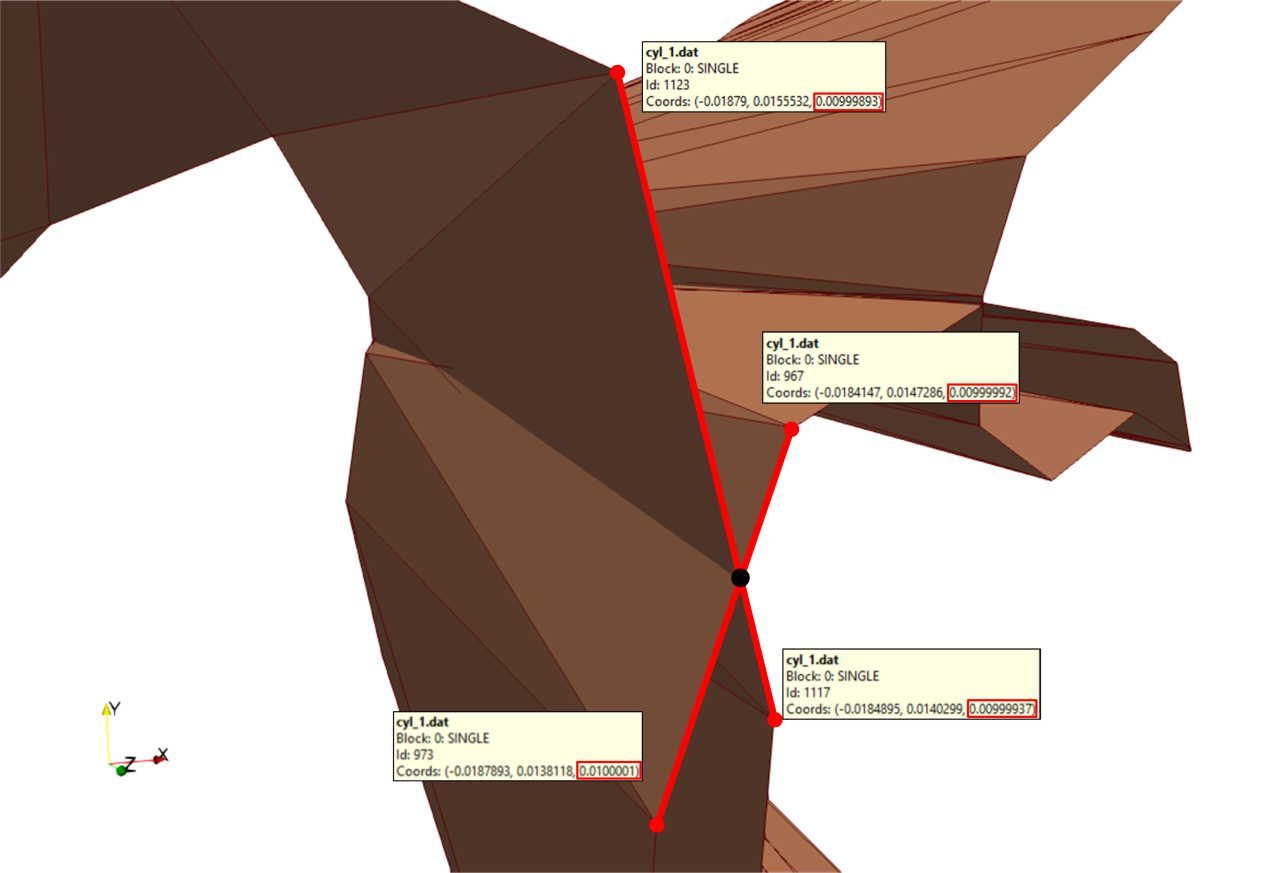 cyl_1.dat
Block: 0: SINGLE
Id: 1123
Coords: (-0.01879, 0.0155532, 0.00999893)
cyl_1.dat
Block: 0: SINGLE
Id: 967
Coords: (-0.0184147, 0.0147286, 0.00999992)
cyl_1.dat
Block: 0: SINGLE
Id: 1117
Coords: (-0.0184895, 0.0140299, 0.00999937)
cyl_1.dat
Block: 0: SINGLE
Id: 973
Coords: (-0.0187893, 0.0138118, 0.0100001)
Y
Z
X